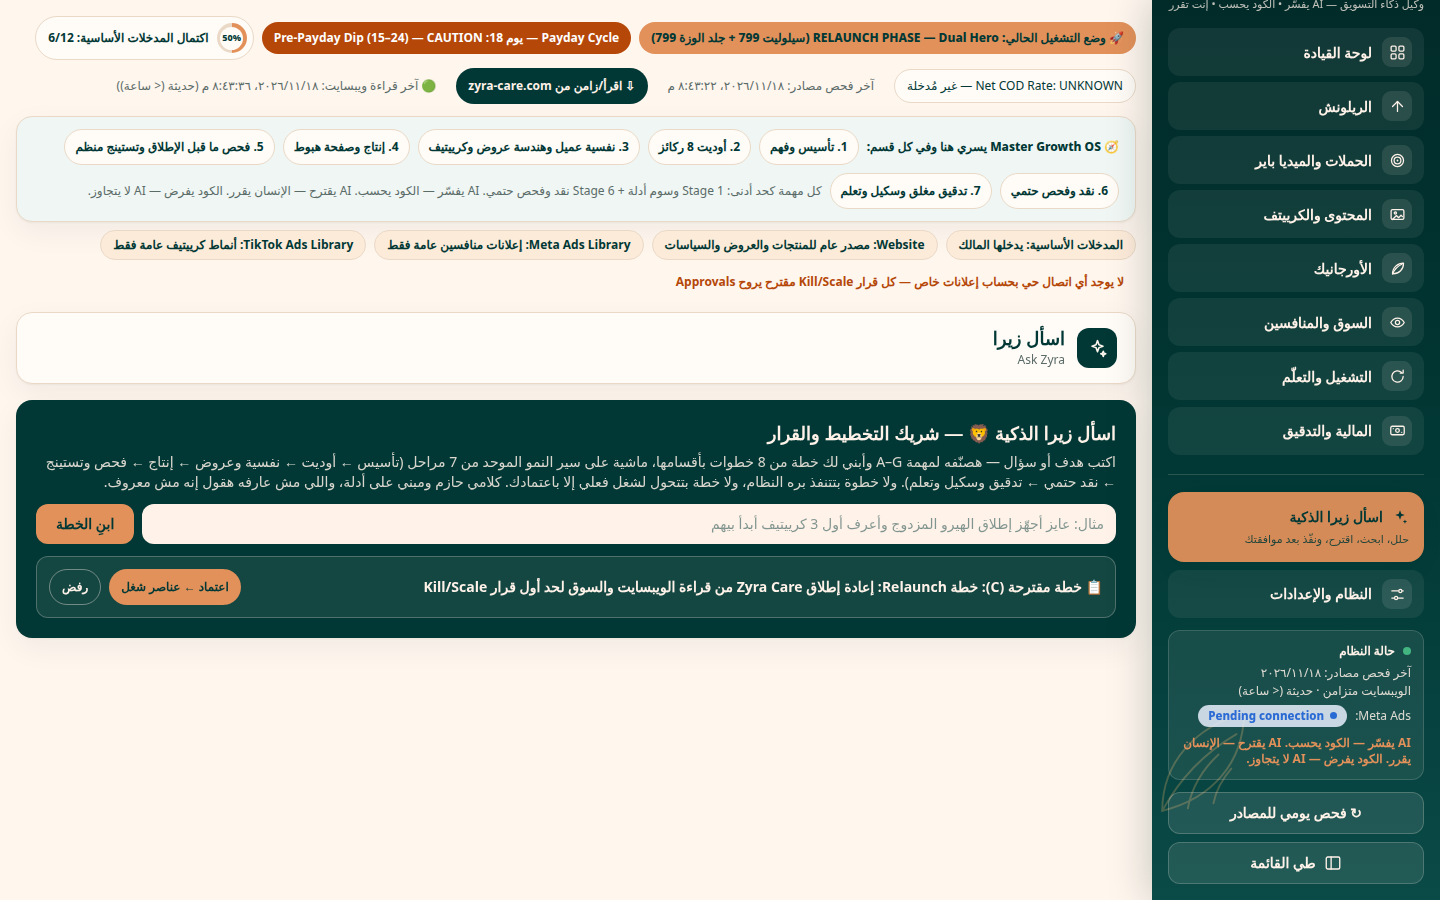 وكيل ذكاء التسويق — AI يفسّر • الكود يحسب • إنت تقرر
لوحة القيادة
الريلونش
الحملات والميديا باير
المحتوى والكرييتف
الأورجانيك
السوق والمنافسين
التشغيل والتعلّم
المالية والتدقيق
اسأل زيرا الذكية
حلل، ابحث، اقترح، ونفّذ بعد موافقتك
النظام والإعدادات
حالة النظام
آخر فحص مصادر: ٢٠٢٦/١١/١٨
الويبسايت متزامن · حديثة (< ساعة)
Meta Ads: Pending connection
AI يفسّر — الكود يحسب. AI يقترح — الإنسان
يقرر. الكود يفرض — AI لا يتجاوز.
↻ فحص يومي للمصادر
طي القائمة
🚀 وضع التشغيل الحالي: RELAUNCH PHASE — Dual Hero (سيلوليت 799 + جلد الوزة 799)
Payday Cycle — يوم 18: Pre-Payday Dip (15–24) — CAUTION
50% اكتمال المدخلات الأساسية: 6/12
Net COD Rate: UNKNOWN — غير مُدخلة
آخر فحص مصادر: ٢٠٢٦/١١/١٨، ٨:٤٣:٢٢ م
⇩ اقرأ/زامن من zyra-care.com
🟢 آخر قراءة ويبسايت: ٢٠٢٦/١١/١٨، ٨:٤٣:٣٦ م (حديثة (< ساعة))
🧭 Master Growth OS يسري هنا وفي كل قسم:
1. تأسيس وفهم
2. أوديت 8 ركائز
3. نفسية عميل وهندسة عروض وكرييتيف
4. إنتاج وصفحة هبوط
5. فحص ما قبل الإطلاق وتستينج منظم
6. نقد وفحص حتمي
7. تدقيق مغلق وسكيل وتعلم
كل مهمة كحد أدنى: Stage 1 وسوم أدلة + Stage 6 نقد وفحص حتمي. AI يفسّر — الكود يحسب. AI يقترح — الإنسان يقرر. الكود يفرض — AI لا يتجاوز.
المدخلات الأساسية: يدخلها المالك
Website: مصدر عام للمنتجات والعروض والسياسات
Meta Ads Library: إعلانات منافسين عامة فقط
TikTok Ads Library: أنماط كرييتيف عامة فقط
لا يوجد أي اتصال حي بحساب إعلانات خاص — كل قرار Kill/Scale مقترح يروح Approvals
اسأل زيرا
Ask Zyra
اسأل زيرا الذكية 🦁 — شريك التخطيط والقرار
اكتب هدف أو سؤال — هصنّفه لمهمة A–G وأبني لك خطة من 8 خطوات بأقسامها، ماشية على سير النمو الموحد من 7 مراحل (تأسيس ← أوديت ← نفسية وعروض ← إنتاج ← فحص وتستينج
← نقد حتمي ← تدقيق وسكيل وتعلم). ولا خطوة بتتنفذ بره النظام، ولا خطة بتتحول لشغل فعلي إلا باعتمادك. كلامي حازم ومبني على أدلة، واللي مش عارفه هقول إنه مش معروف.
مثال: عايز أجهّز إطلاق الهيرو المزدوج وأعرف أول 3 كرييتيف أبدأ بيهم
ابنِ الخطة
📋 خطة مقترحة (C): خطة Relaunch: إعادة إطلاق Zyra Care من قراءة الويبسايت والسوق لحد أول قرار Kill/Scale
اعتماد ← عناصر شغل
رفض